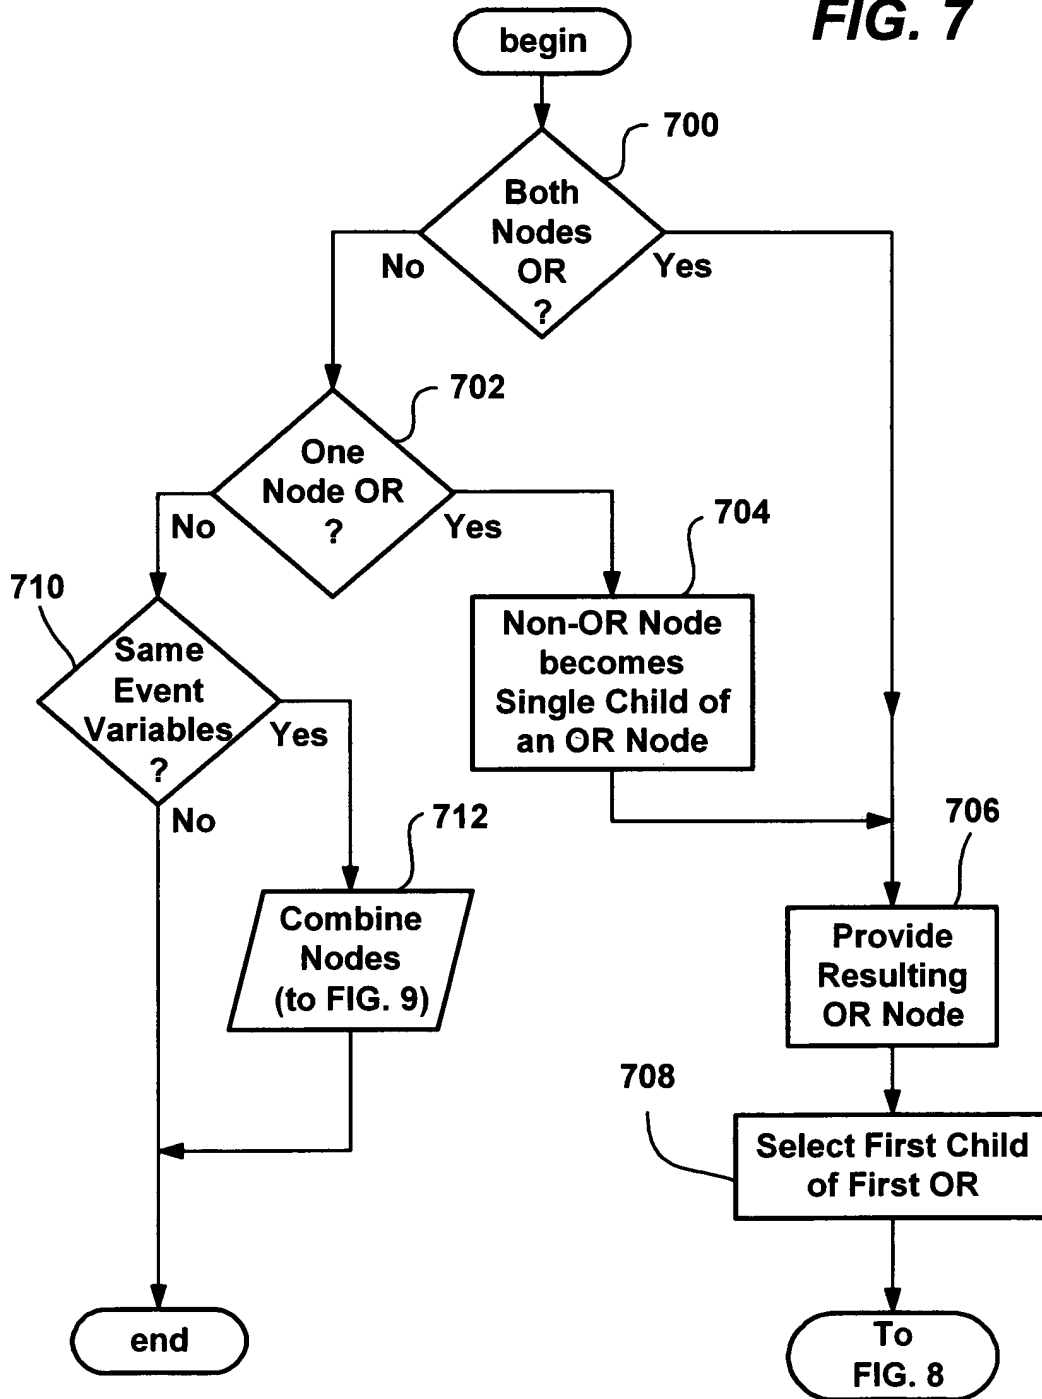 FIG. 7
begin
700
Both
Nodes
OR
?
No
Yes
702
One
Node OR
?
No
Yes
704
Non-OR Node
becomes
Single Child of
an OR Node
710
Same
Event
Variables
?
Yes
No
712
Combine
Nodes
(to FIG. 9)
706
Provide
Resulting
OR Node
708
Select First Child
of First OR
end
To
FIG. 8